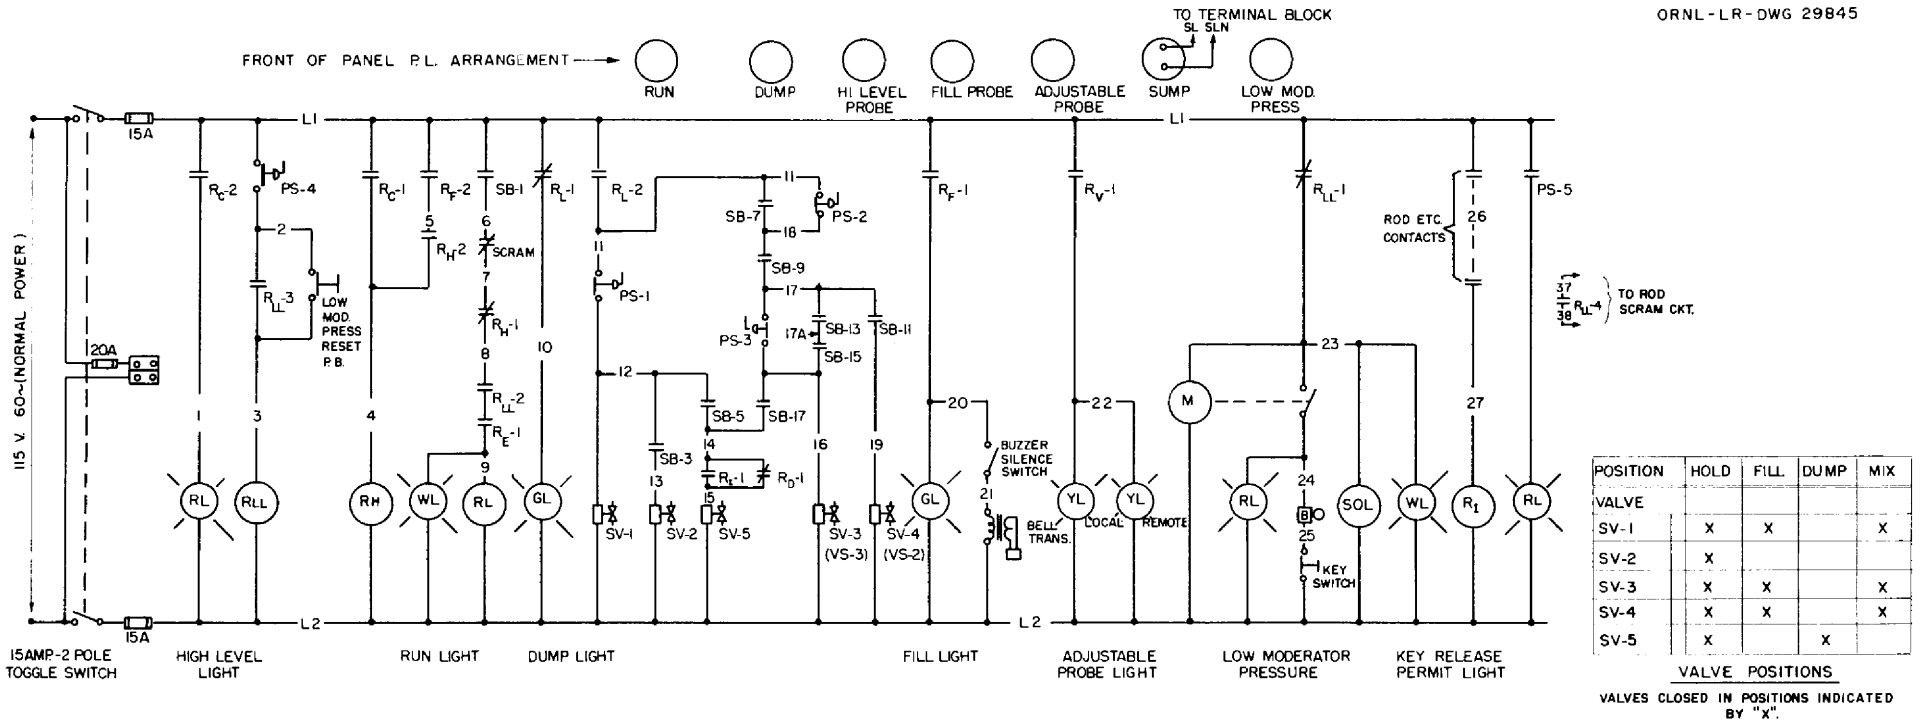 ORNL-LR-DWG 29845
TO TERMINAL BLOCK
SL SLN
FRONT OF PANEL P.L. ARRANGEMENT
RUN
DUMP
HI LEVEL
PROBE
FILL PROBE
ADJUSTABLE
PROBE
SUMP
LOW MOD.
PRESS
15A
L1
L1
RC-2
PS-4
RC-1
RF-2
SB-1
RL-1
RL-2
11
SB-7
PS-2
RF-1
RV-1
RLL-1
PS-5
ROD ETC.
CONTACTS
26
2
5
6
18
RH-2
SCRAM
11
SB-9
7
RLL-3
PS-1
17
LOW
MOD.
PRESS
RESET
P.B.
RH-1
PS-3
17A
SB-13
SB-11
SB-15
37
38
RLL-4
TO ROD
SCRAM CKT.
115 V. 60~(NORMAL POWER)
20A
8
10
12
23
RLL-2
RE-1
SB-5
SB-17
20
22
M
27
1
3
4
14
16
19
BUZZER
SILENCE
SWITCH
SB-3
9
13
RI-1
RD-1
15
21
24
RL
RLL
RH
WL
RL
GL
SV-1
SV-2
SV-5
SV-3
(VS-3)
SV-4
(VS-2)
GL
BELL
TRANS.
YL
LOCAL
YL
REMOTE
RL
B
25
KEY
SWITCH
SOL
WL
RI
RL
15A
L2
L2
15AMP.-2 POLE
TOGGLE SWITCH
HIGH LEVEL
LIGHT
RUN LIGHT
DUMP LIGHT
FILL LIGHT
ADJUSTABLE
PROBE LIGHT
LOW MODERATOR
PRESSURE
KEY RELEASE
PERMIT LIGHT
POSITION HOLD FILL DUMP MIX
VALVE
SV-1 X X X
SV-2 X
SV-3 X X X
SV-4 X X X
SV-5 X X
VALVE POSITIONS
VALVES CLOSED IN POSITIONS INDICATED
BY "X".